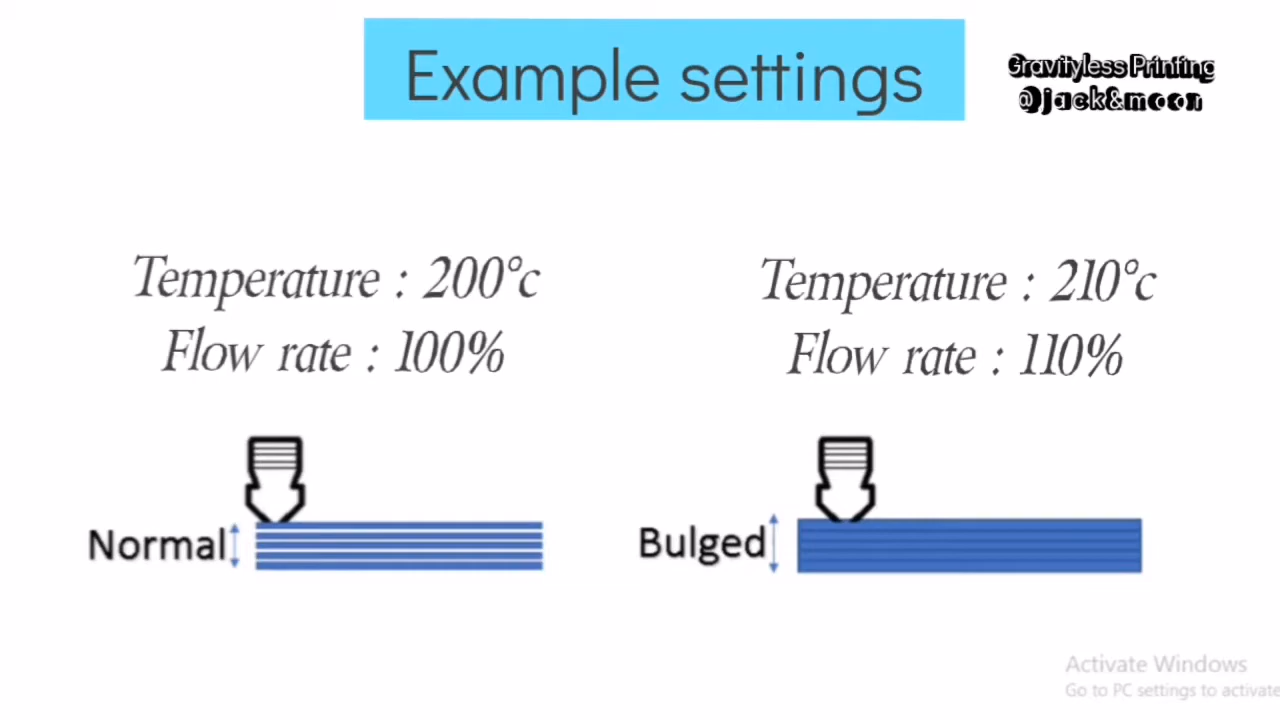 Example settings
Gravityless Printing
@jack&moon
Temperature : 200°c
Flow rate : 100%
Temperature : 210°c
Flow rate : 110%
Normal
Bulged
Activate Windows
Go to PC settings to activate